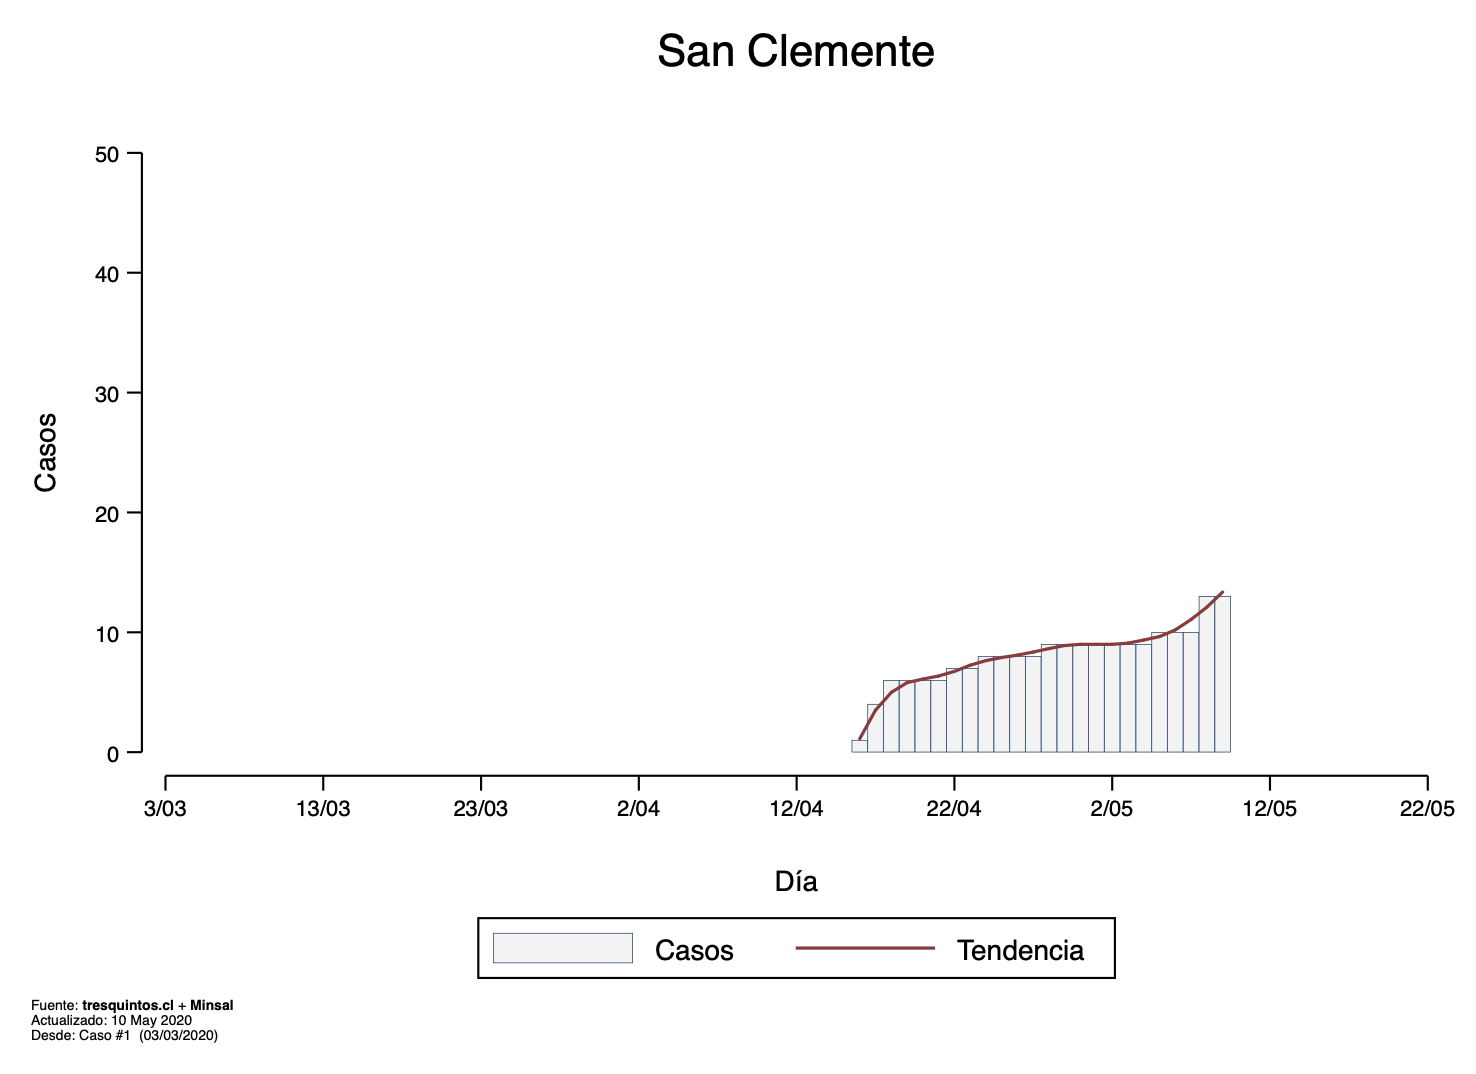 San Clemente
50
40
30
20
10
0
Casos
3/03 13/03 23/03 2/04 12/04 22/04 2/05 12/05 22/05
Día
Casos Tendencia
Fuente: tresquintos.cl + Minsal
Actualizado: 10 May 2020
Desde: Caso #1 (03/03/2020)